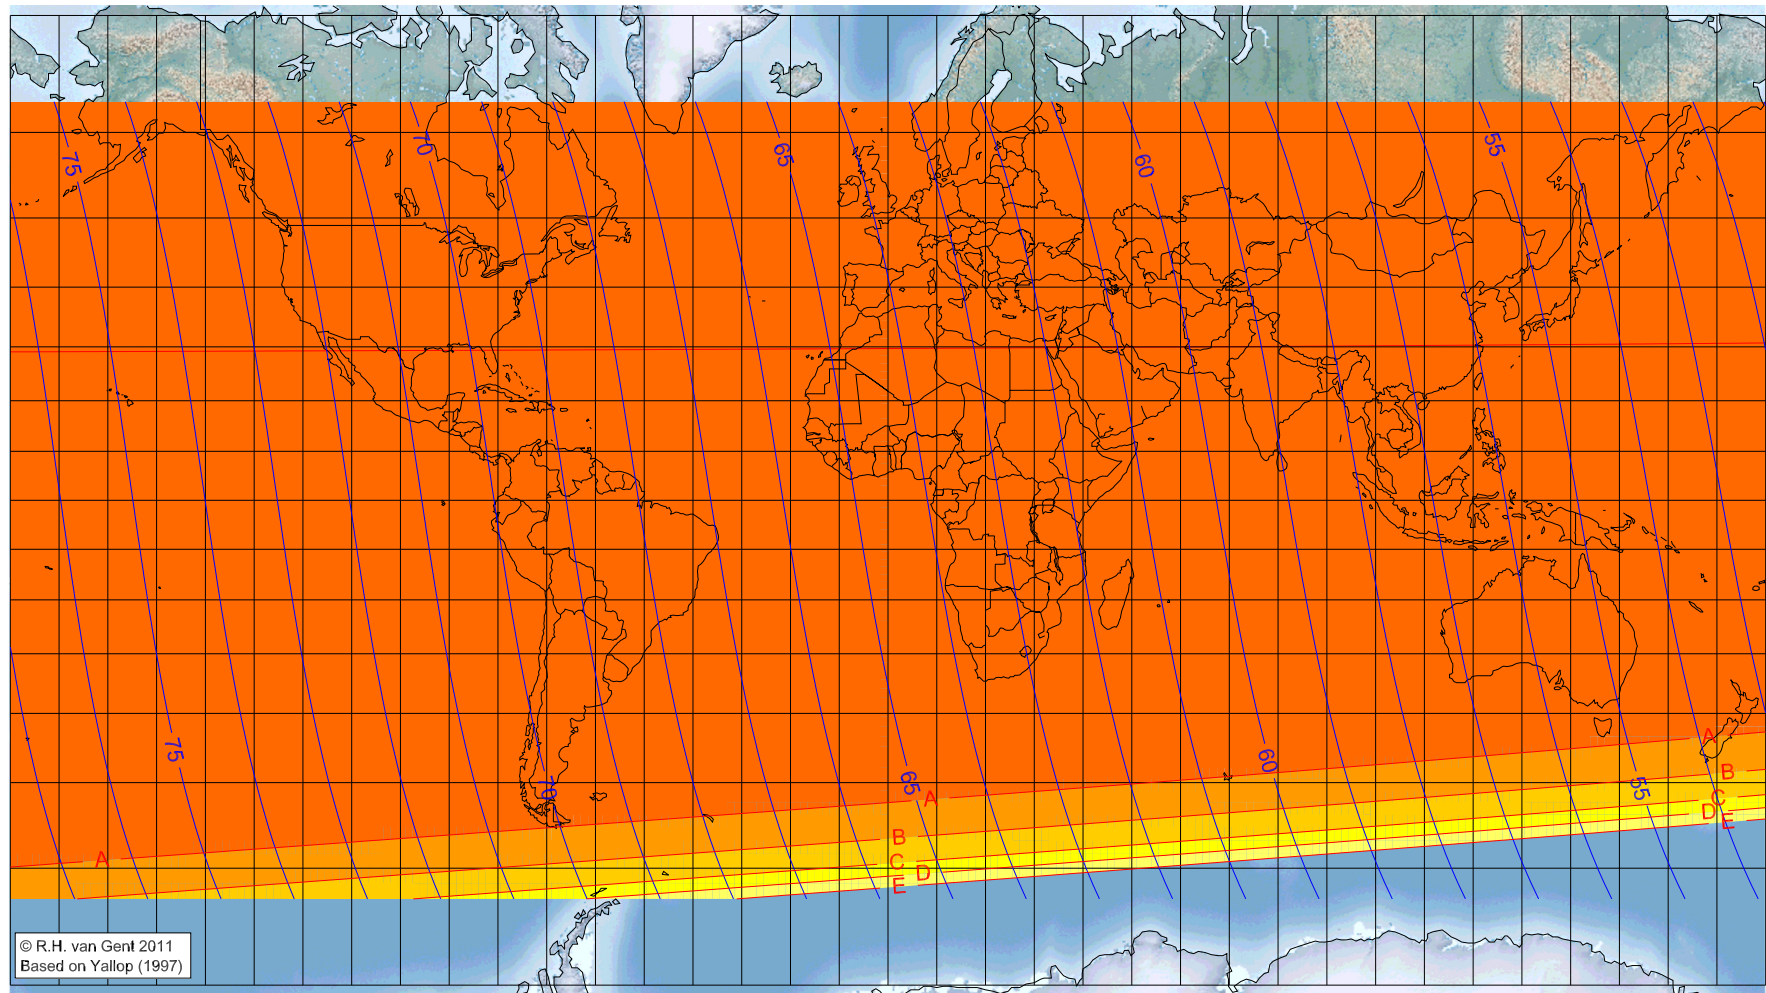 75
70
65
60
55
75
70
65
60
55
A
A
A
B
B
C
C
D
D
E
E
© R.H. van Gent 2011
Based on Yallop (1997)